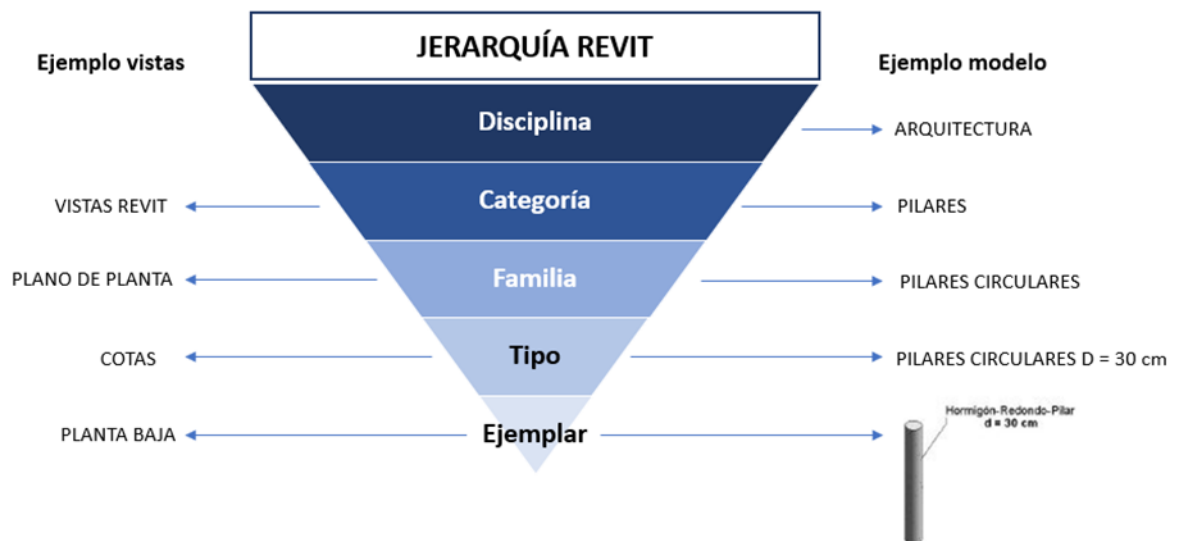 JERARQUÍA REVIT
Ejemplo vistas
Ejemplo modelo
Disciplina
ARQUITECTURA
VISTAS REVIT
Categoría
PILARES
PLANO DE PLANTA
Familia
PILARES CIRCULARES
COTAS
Tipo
PILARES CIRCULARES D = 30 cm
PLANTA BAJA
Ejemplar
Hormigón-Redondo-Pilar
d = 30 cm